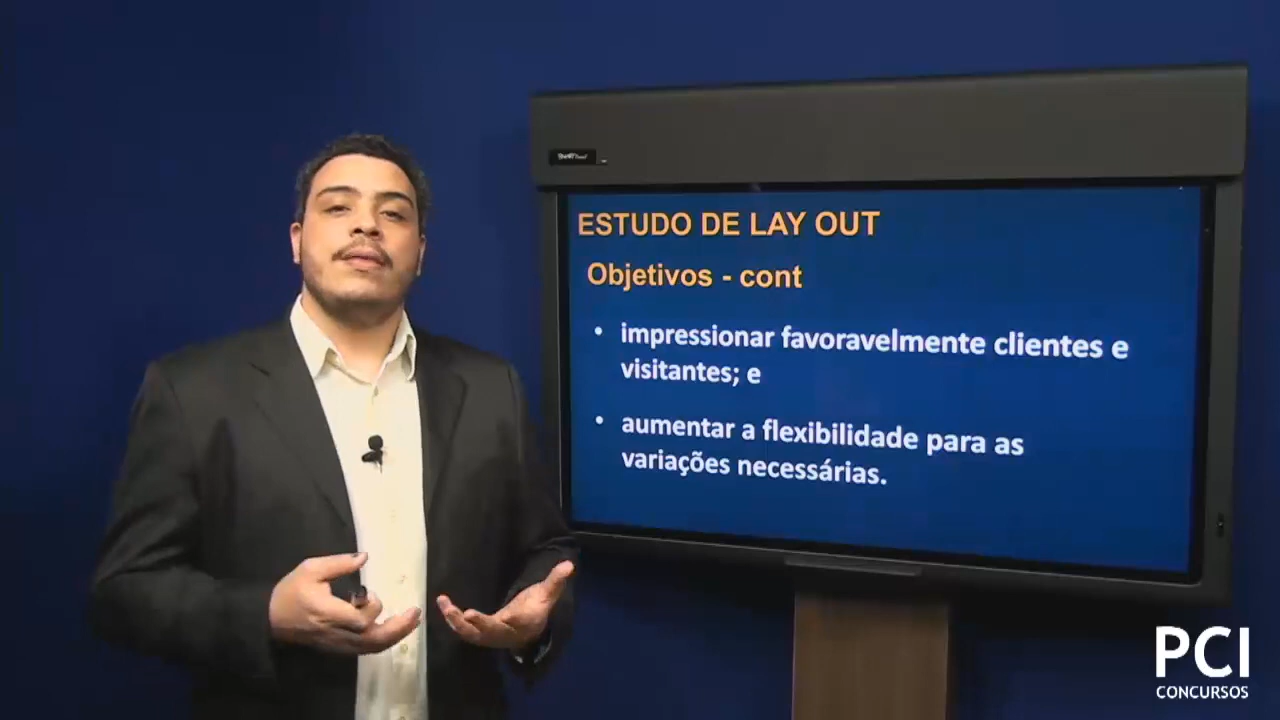 ESTUDO DE LAY OUT
Objetivos - cont
• impressionar favoravelmente clientes e
visitantes; e
• aumentar a flexibilidade para as
variações necessárias.
PCI
CONCURSOS